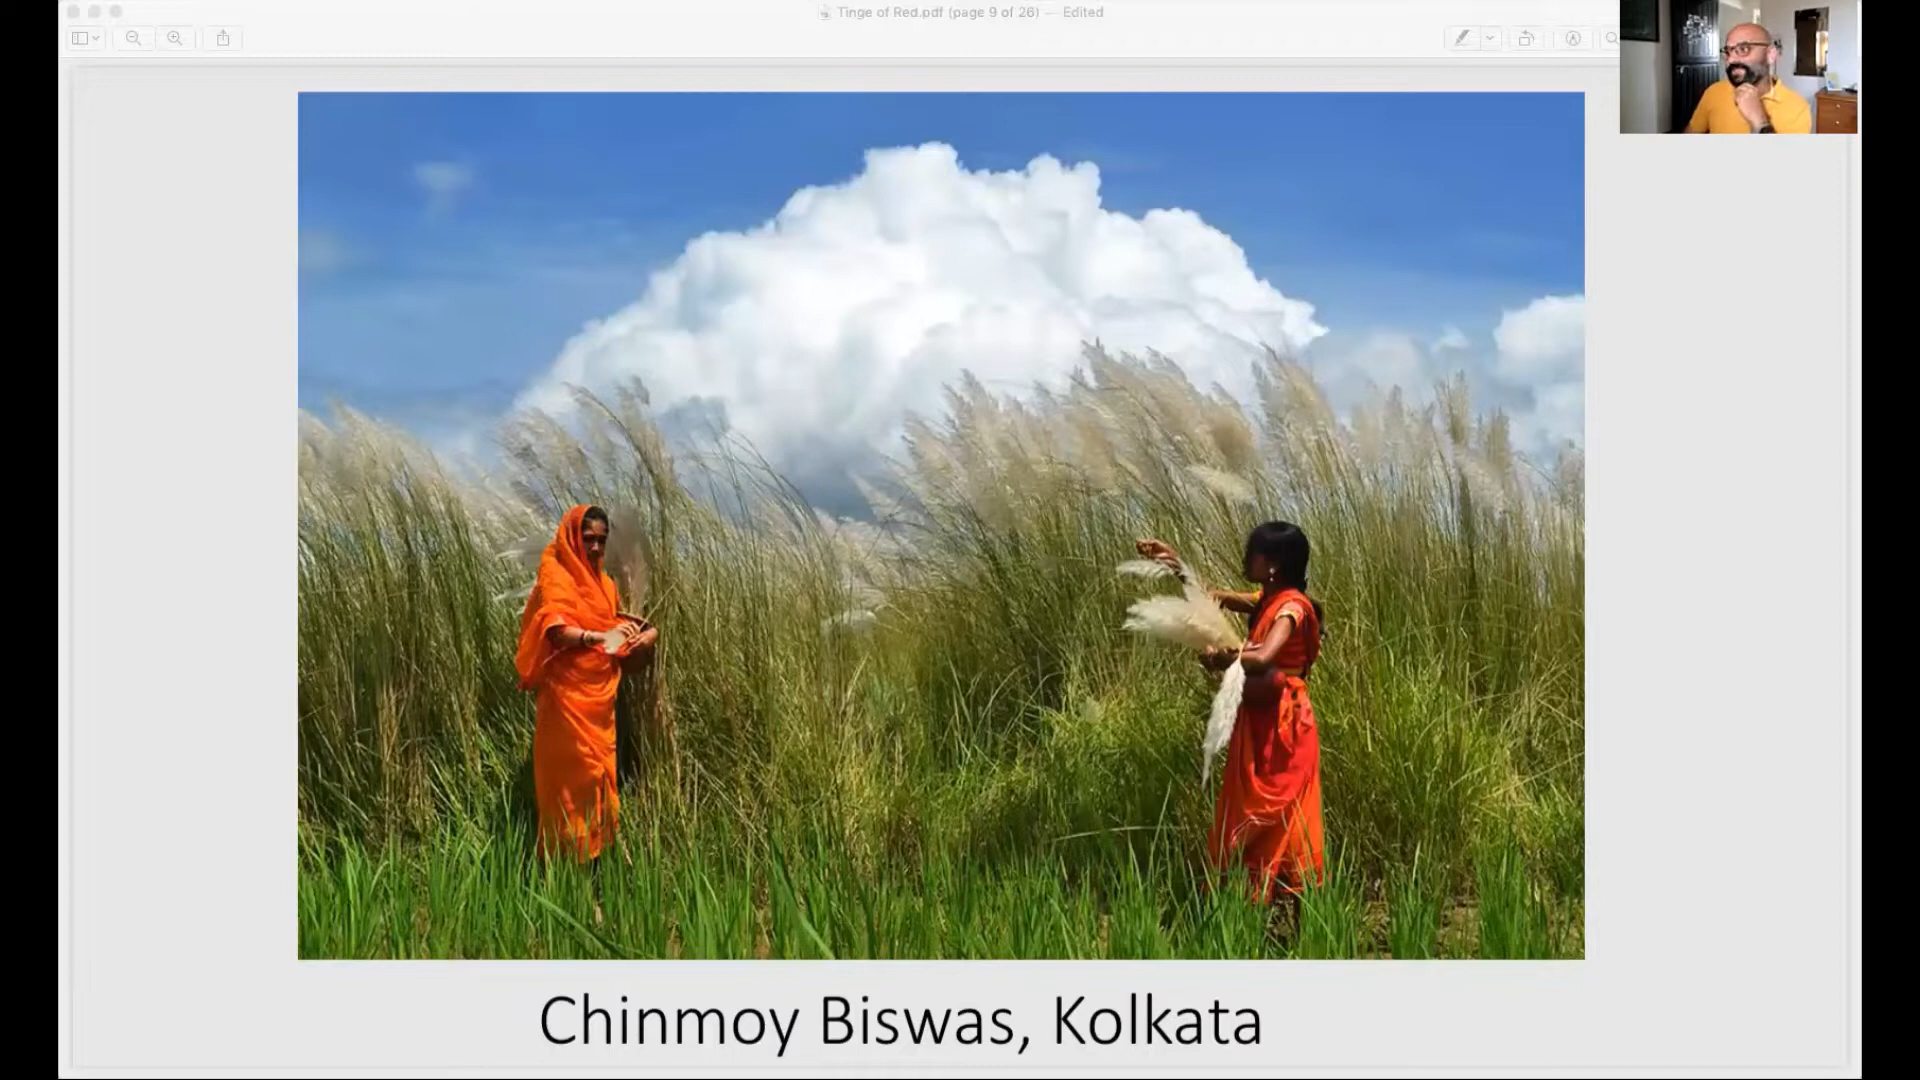 Tinge of Red.pdf (page 9 of 26) — Edited
Chinmoy Biswas, Kolkata